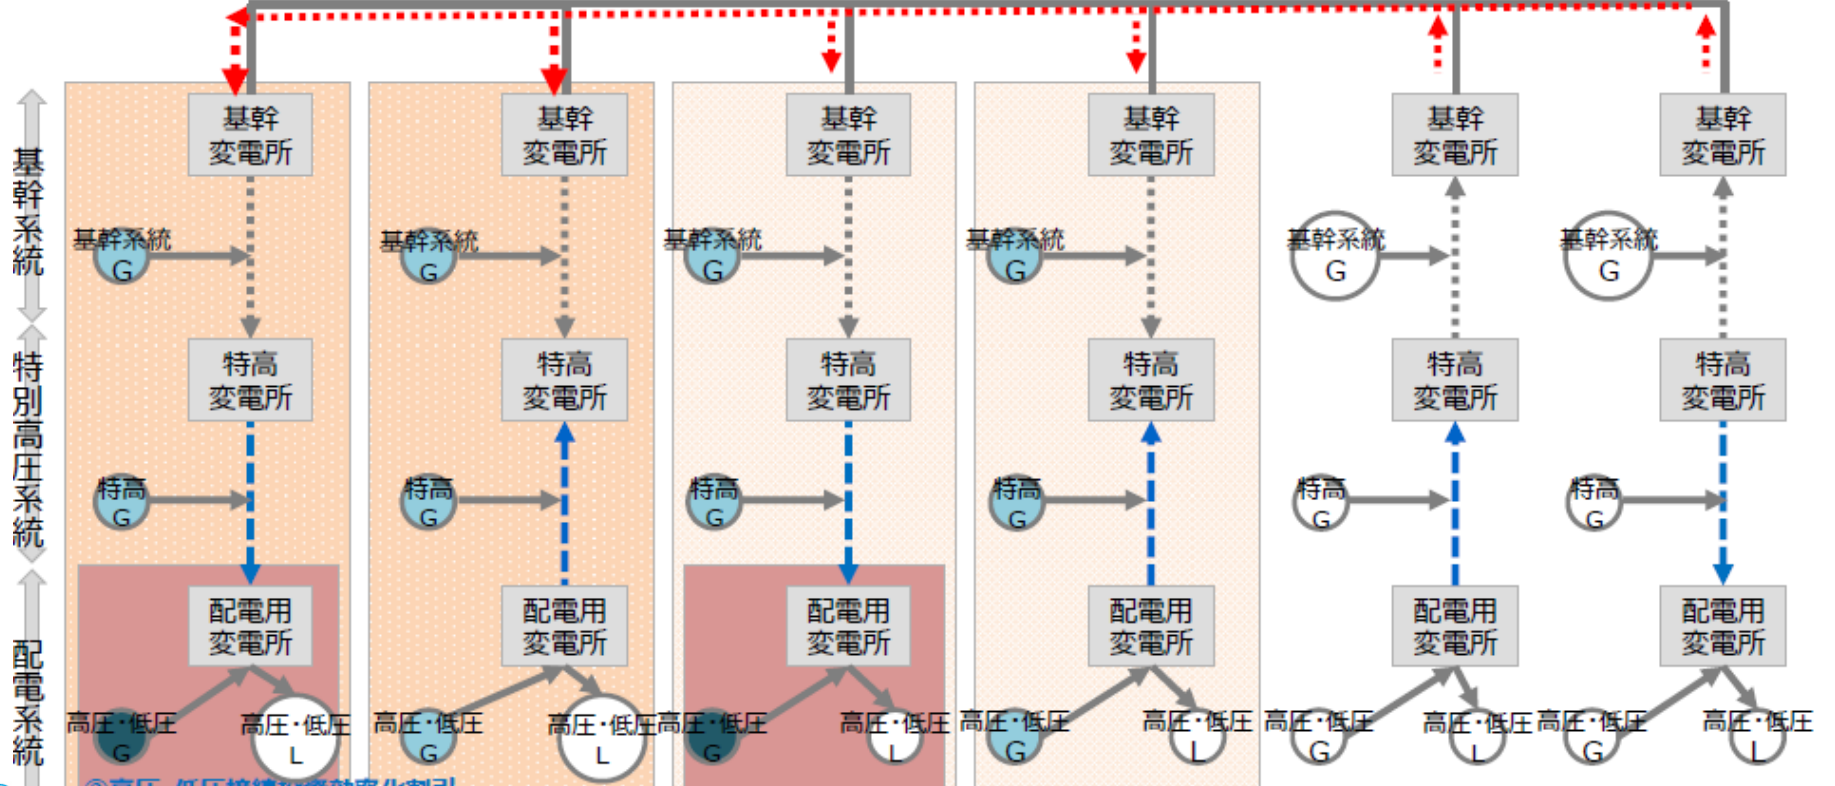 基幹系統
特別高圧系統
配電系統
基幹
変電所
基幹
変電所
基幹
変電所
基幹
変電所
基幹
変電所
基幹
変電所
基幹系統
G
基幹系統
G
基幹系統
G
基幹系統
G
基幹系統
G
基幹系統
G
特高
変電所
特高
変電所
特高
変電所
特高
変電所
特高
変電所
特高
変電所
特高
G
特高
G
特高
G
特高
G
特高
G
特高
G
配電用
変電所
配電用
変電所
配電用
変電所
配電用
変電所
配電用
変電所
配電用
変電所
高圧・低圧
G
高圧・低圧
L
高圧・低圧
G
高圧・低圧
L
高圧・低圧
G
高圧・低圧
L
高圧・低圧
G
高圧・低圧
L
高圧・低圧
G
高圧・低圧
L
高圧・低圧
G
高圧・低圧
L